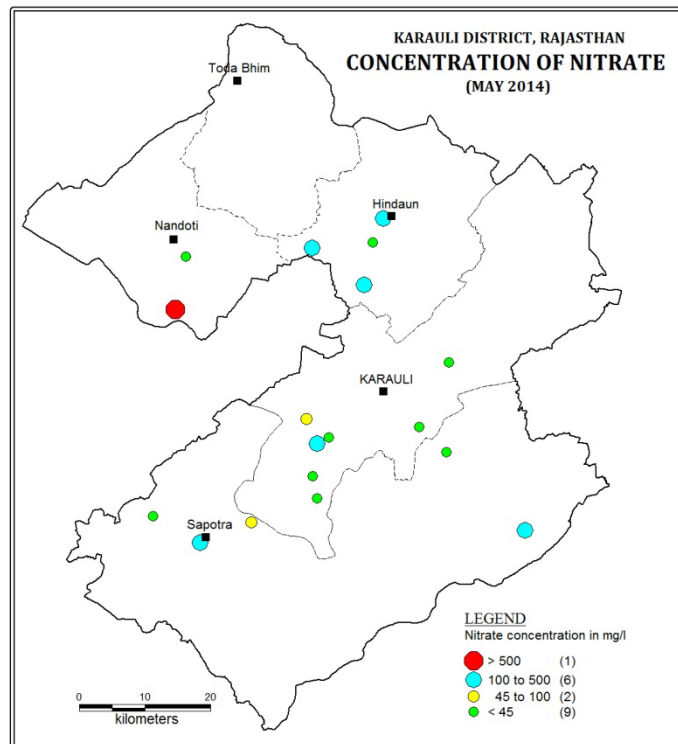 KARAULI DISTRICT, RAJASTHAN
CONCENTRATION OF NITRATE
(MAY 2014)
Toda Bhim
Hindaun
Nandoti
KARAULI
Sapotra
LEGEND
Nitrate concentration in mg/l
> 500 (1)
100 to 500 (6)
45 to 100 (2)
< 45 (9)
0 10 20
kilometers